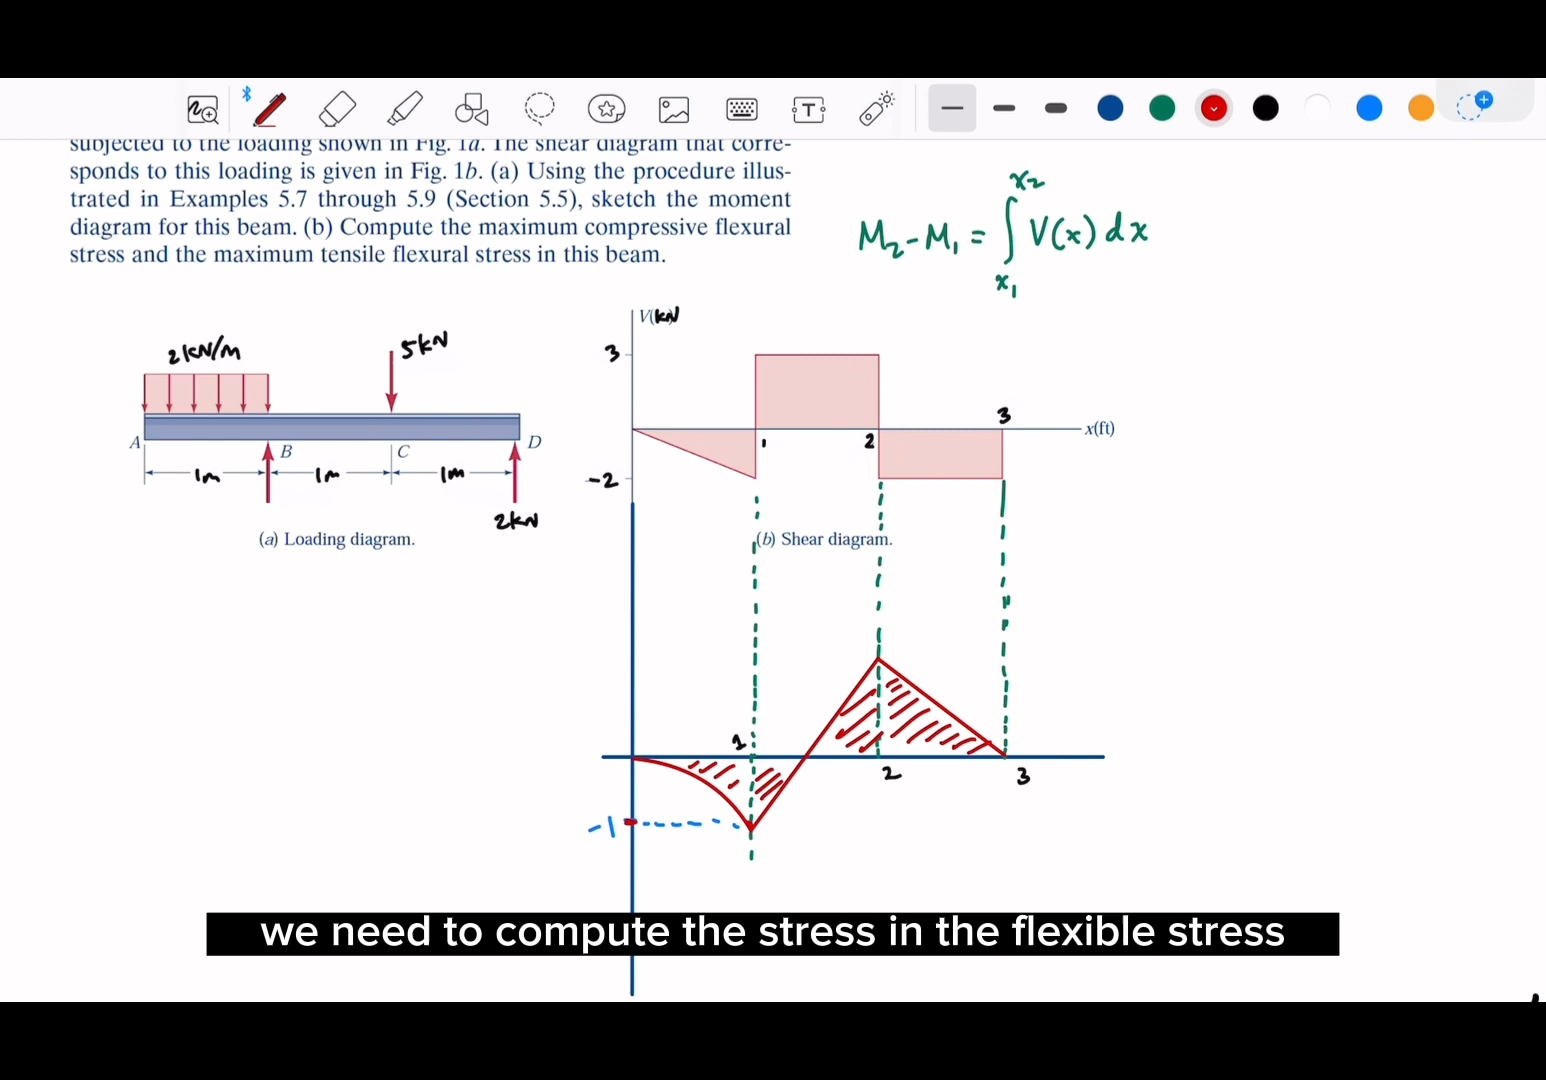 subjected to the loading shown in Fig. 1a. The shear diagram that corre-
sponds to this loading is given in Fig. 1b. (a) Using the procedure illus-
trated in Examples 5.7 through 5.9 (Section 5.5), sketch the moment
diagram for this beam. (b) Compute the maximum compressive flexural
stress and the maximum tensile flexural stress in this beam.
M₂-M₁ = ∫ V(x) dx
x₂
x₁
2kN/m
5kN
A
B
C
D
1m
1m
1m
2kN
(a) Loading diagram.
V(kN
3
-2
1
2
3
x(ft)
(b) Shear diagram.
1
2
3
-1
we need to compute the stress in the flexible stress